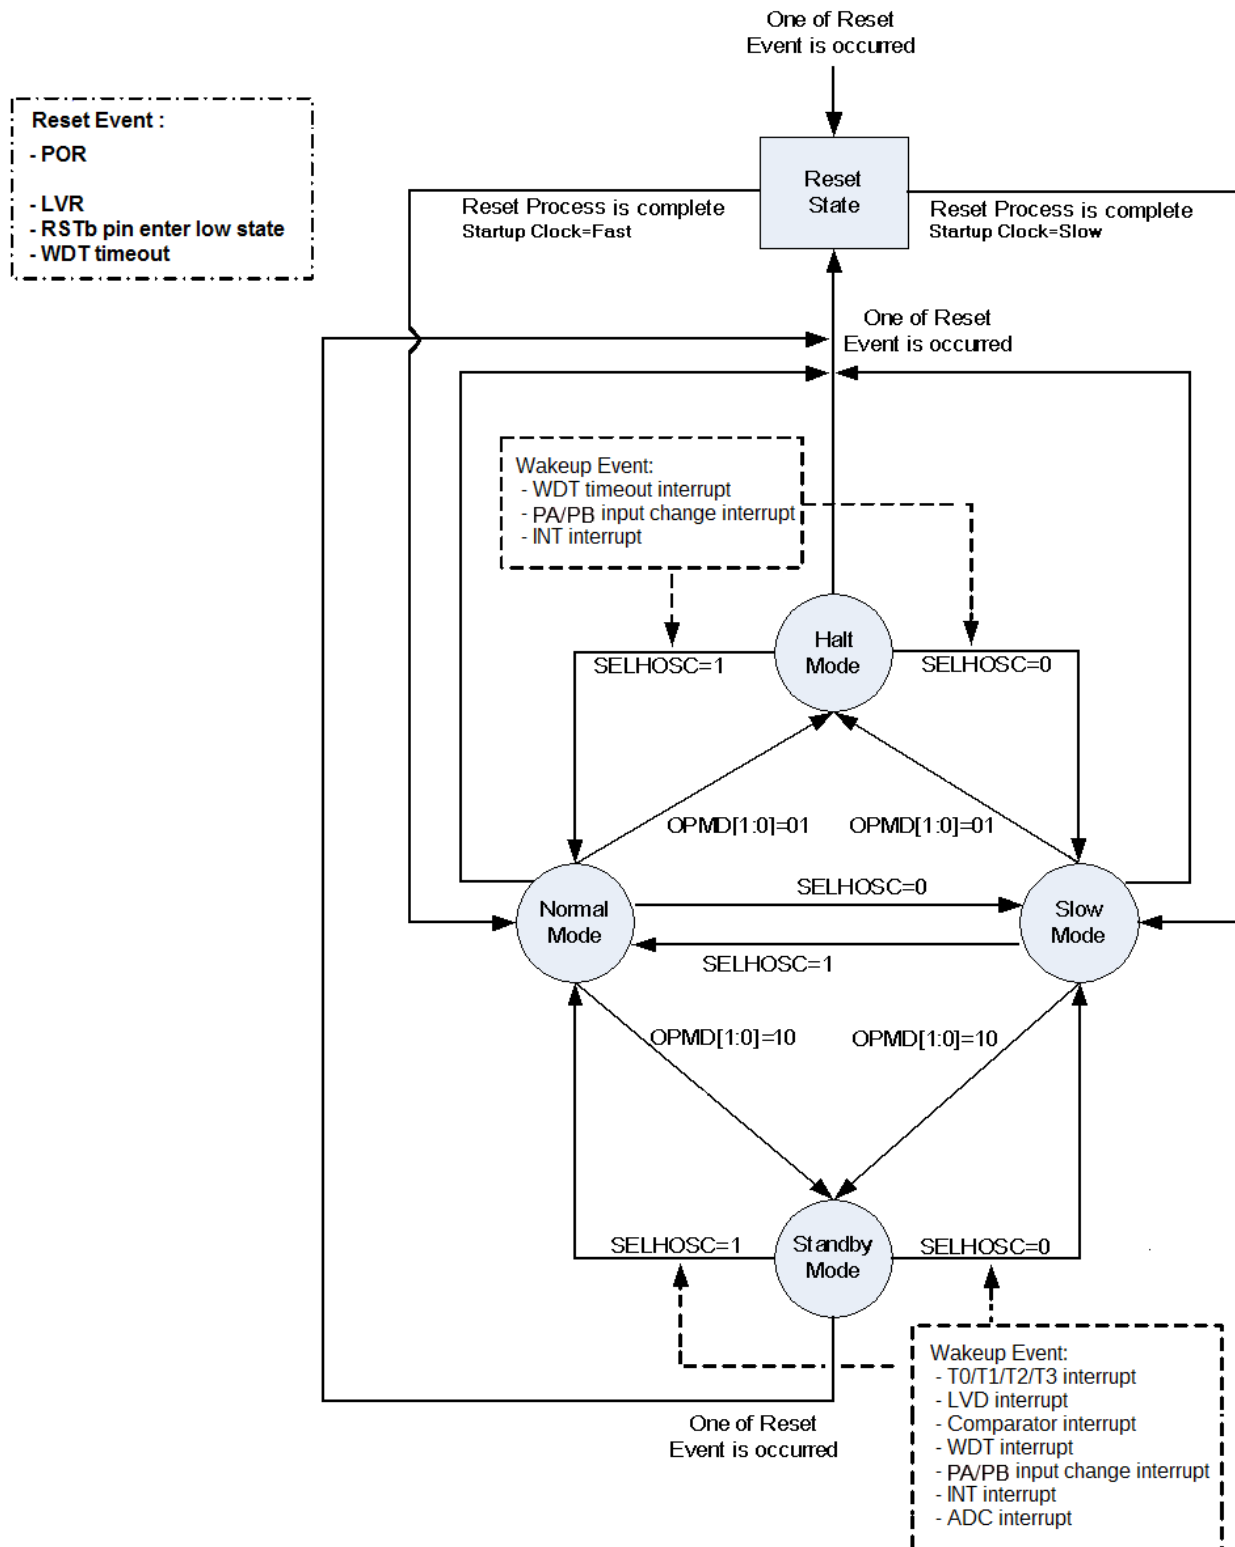 One of Reset
Event is occurred
Reset Event :
- POR
- LVR
- RSTb pin enter low state
- WDT timeout
Reset
State
Reset Process is complete
Startup Clock=Fast
Reset Process is complete
Startup Clock=Slow
One of Reset
Event is occurred
Wakeup Event:
- WDT timeout interrupt
- PA/PB input change interrupt
- INT interrupt
Halt
Mode
SELHOSC=1
SELHOSC=0
OPMD[1:0]=01
OPMD[1:0]=01
SELHOSC=0
Normal
Mode
Slow
Mode
SELHOSC=1
OPMD[1:0]=10
OPMD[1:0]=10
SELHOSC=1
Standby
Mode
SELHOSC=0
Wakeup Event:
- T0/T1/T2/T3 interrupt
- LVD interrupt
- Comparator interrupt
- WDT interrupt
- PA/PB input change interrupt
- INT interrupt
- ADC interrupt
One of Reset
Event is occurred